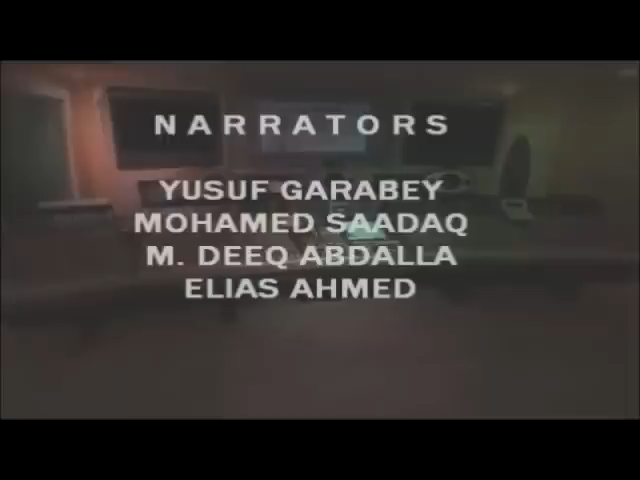 NARRATORS
YUSUF GARABEY
MOHAMED SAADAQ
M. DEEQ ABDALLA
ELIAS AHMED